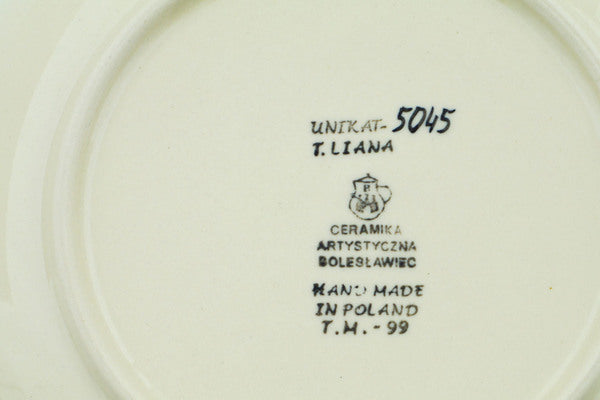 UNIKAT- 5045
T. LIANA
CERAMIKA
ARTYSTYCZNA
BOLESŁAWIEC
HAND MADE
IN POLAND
T.M. - 99